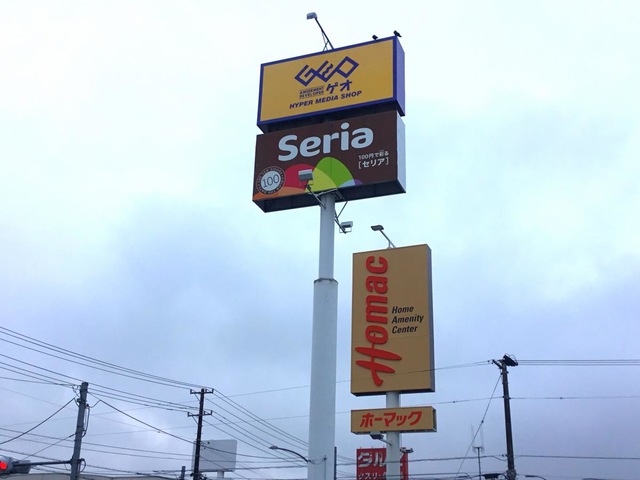 GEO
AMUSEMENT
DEVELOPER
ゲオ
HYPER MEDIA SHOP
Seria
100円で彩る
[セリア]
100
Homac
Home
Amenity
Center
ホーマック